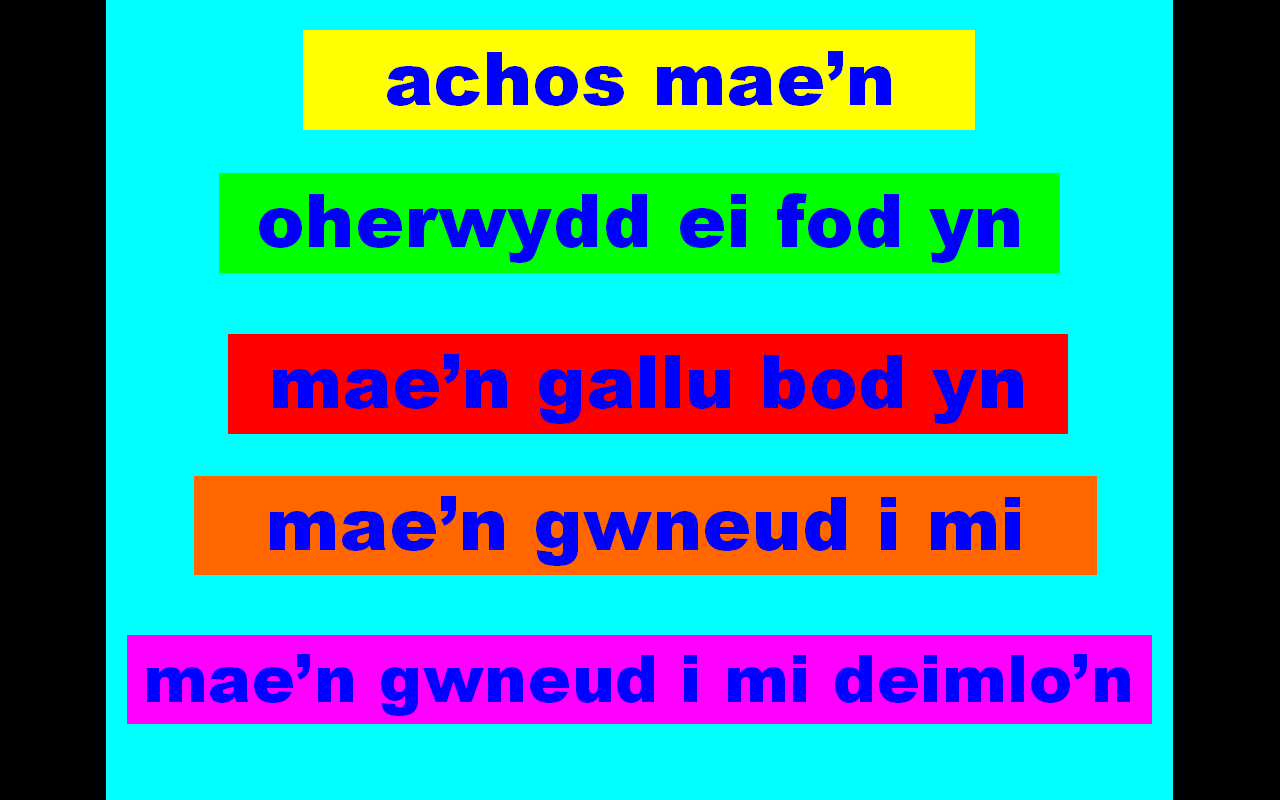 achos mae’n
oherwydd ei fod yn
mae’n gallu bod yn
mae’n gwneud i mi
mae’n gwneud i mi deimlo’n